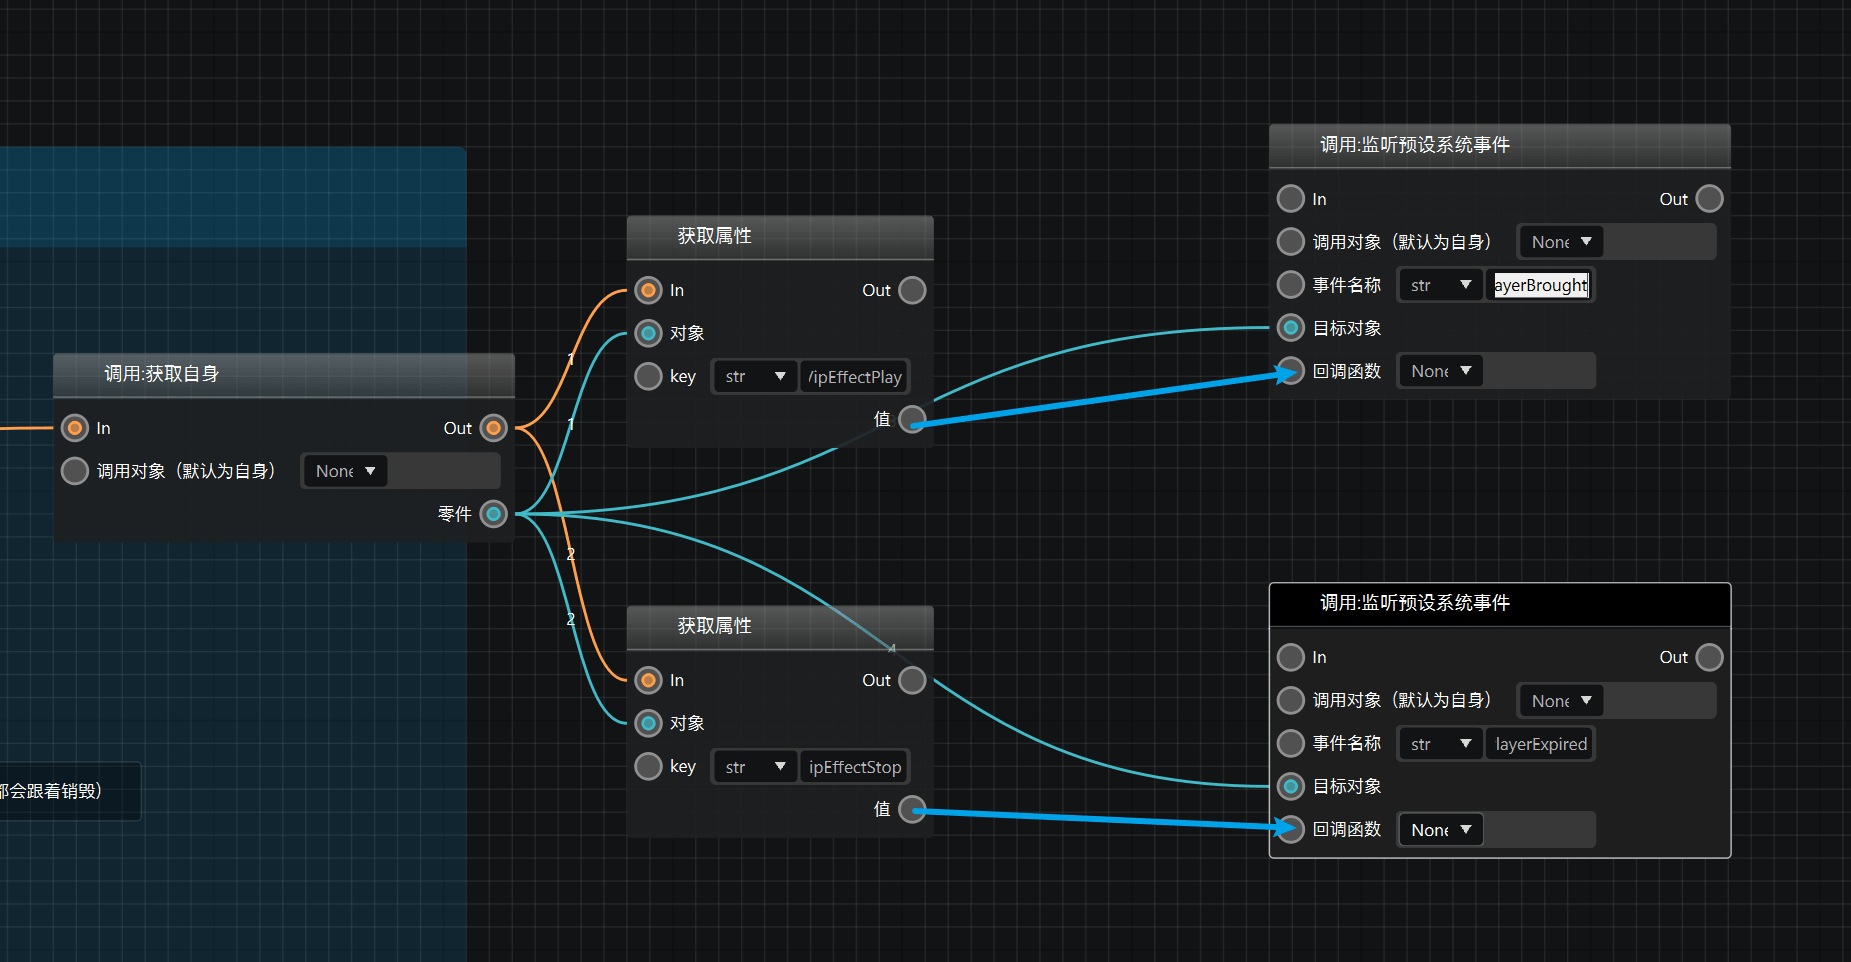 调用:获取自身
In
Out
调用对象（默认为自身）
None
零件
都会跟着销毁）
1
1
2
2
获取属性
In
Out
对象
key
str
VipEffectPlay
值
获取属性
4
In
Out
对象
key
str
ipEffectStop
值
调用:监听预设系统事件
In
Out
调用对象（默认为自身）
None
事件名称
str
ayerBrought
目标对象
回调函数
None
调用:监听预设系统事件
In
Out
调用对象（默认为自身）
None
事件名称
str
layerExpired
目标对象
回调函数
None